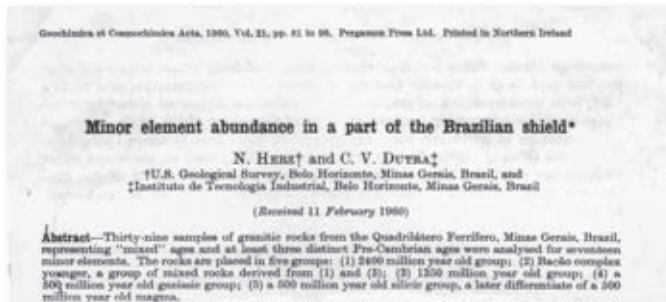 Geochimica et Cosmochimica Acta, 1960, Vol. 21, pp. 81 to 98. Pergamon Press Ltd. Printed in Northern Ireland
Minor element abundance in a part of the Brazilian shield*
N. HERZ† and C. V. DUTRA‡
†U.S. Geological Survey, Belo Horizonte, Minas Gerais, Brazil, and
‡Instituto de Tecnologia Industrial, Belo Horizonte, Minas Gerais, Brazil
(Received 11 February 1960)
Abstract—Thirty-nine samples of granitic rocks from the Quadrilátero Ferrífero, Minas Gerais, Brazil,
representing "mixed" ages and at least three distinct Pre-Cambrian ages were analysed for seventeen
minor elements. The rocks are placed in five groups: (1) 2400 million year old group; (2) Bação complex
younger, a group of mixed rocks derived from (1) and (3); (3) 1350 million year old group; (4) a
500 million year old gneissic group; (5) a 500 million year old silicic group, a later differentiate of a 500
million year old magma.